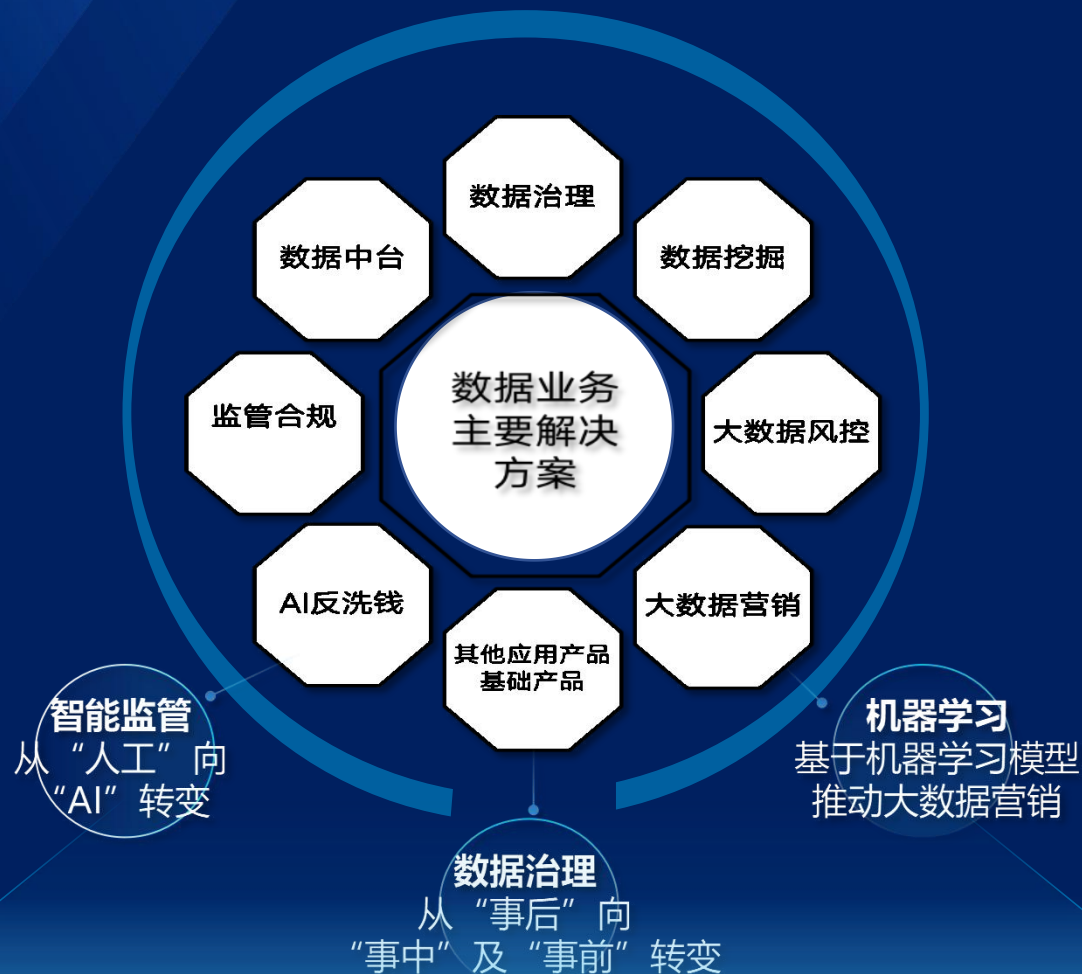 数据治理
数据中台
数据挖掘
数据业务
主要解决
方案
监管合规
大数据风控
AI反洗钱
大数据营销
其他应用产品
基础产品
智能监管
从“人工”向
“AI”转变
机器学习
基于机器学习模型
推动大数据营销
数据治理
从“事后”向
“事中”及“事前”转变